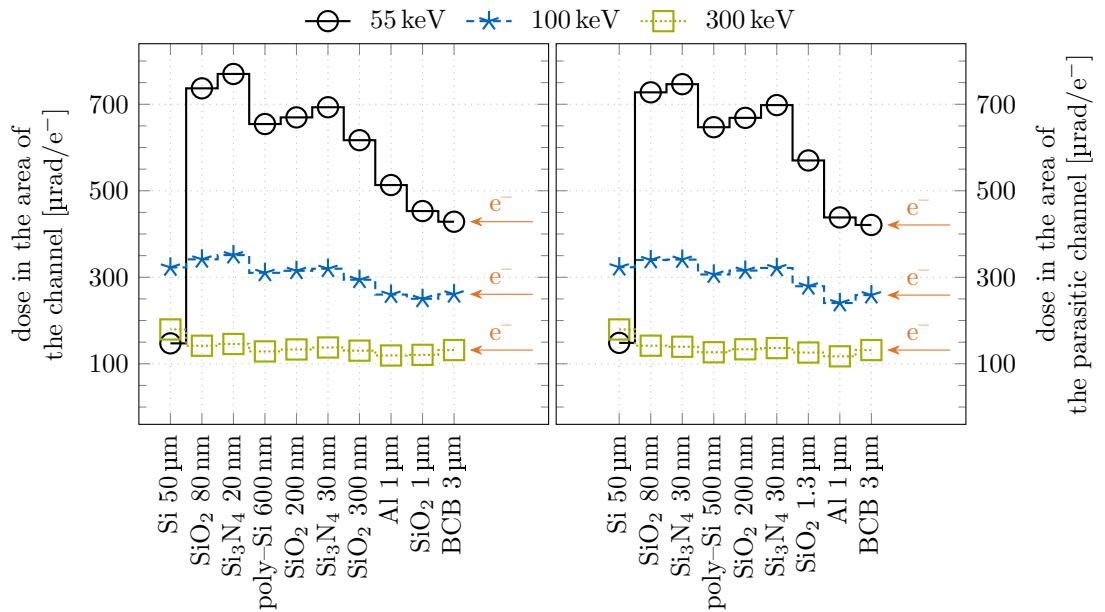 55 keV 100 keV 300 keV
dose in the area of
the channel [µrad/e⁻]
700
500
300
100
e⁻
e⁻
e⁻
Si 50 µm
SiO₂ 80 nm
Si₃N₄ 20 nm
poly–Si 600 nm
SiO₂ 200 nm
Si₃N₄ 30 nm
SiO₂ 300 nm
Al 1 µm
SiO₂ 1 µm
BCB 3 µm
e⁻
e⁻
e⁻
Si 50 µm
SiO₂ 80 nm
Si₃N₄ 30 nm
poly–Si 500 nm
SiO₂ 200 nm
Si₃N₄ 30 nm
SiO₂ 1.3 µm
Al 1 µm
BCB 3 µm
700
500
300
100
dose in the area of
the parasitic channel [µrad/e⁻]